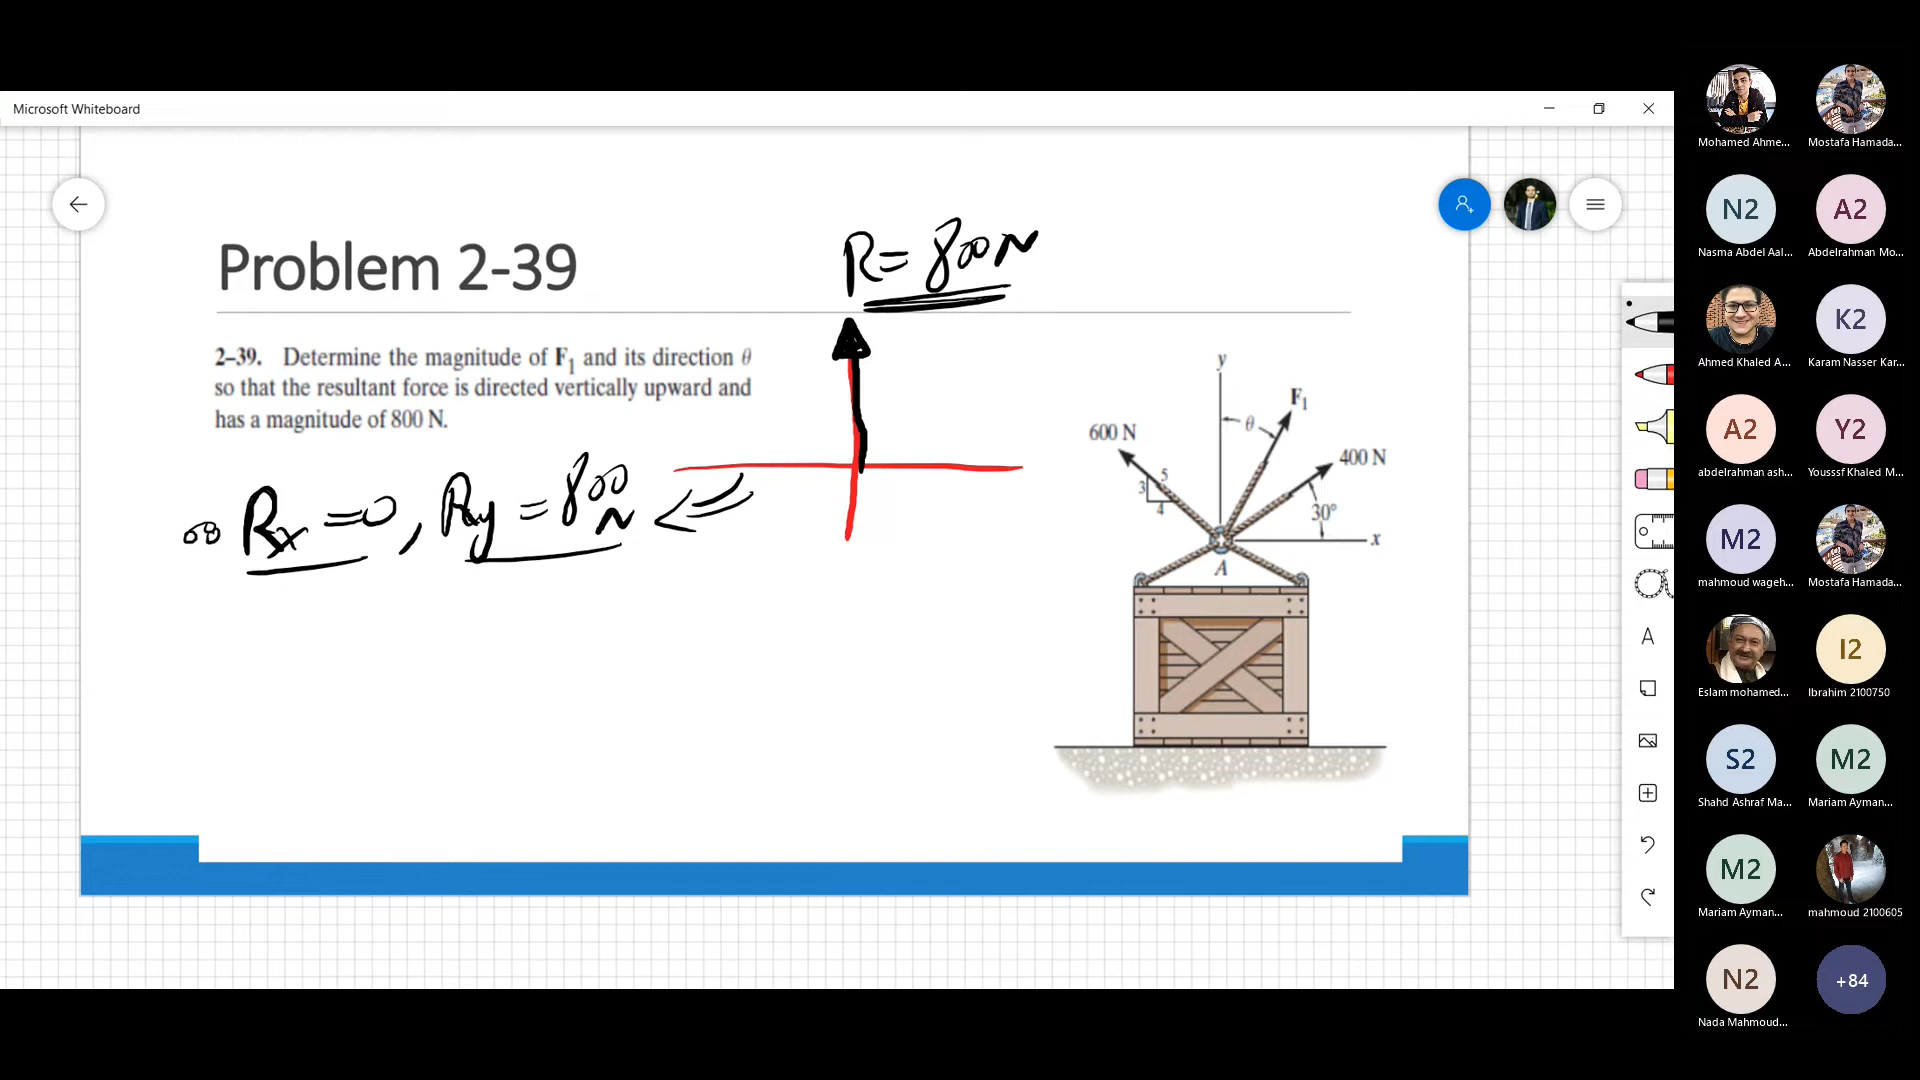 Microsoft Whiteboard
Problem 2-39
R = 800 N
2–39. Determine the magnitude of F1 and its direction θ
so that the resultant force is directed vertically upward and
has a magnitude of 800 N.
Rx = 0, Ry = 800
N
y
F1
θ
600 N
400 N
5
3
4
30°
x
A
A
Mohamed Ahme...
Mostafa Hamada...
N2
Nasma Abdel Aal...
A2
Abdelrahman Mo...
Ahmed Khaled A...
K2
Karam Nasser Kar...
A2
abdelrahman ash...
Y2
Yousssf Khaled M...
M2
mahmoud wageh...
Mostafa Hamada...
Eslam mohamed...
I2
Ibrahim 2100750
S2
Shahd Ashraf Ma...
M2
Mariam Ayman...
M2
Mariam Ayman...
mahmoud 2100605
N2
Nada Mahmoud...
+84